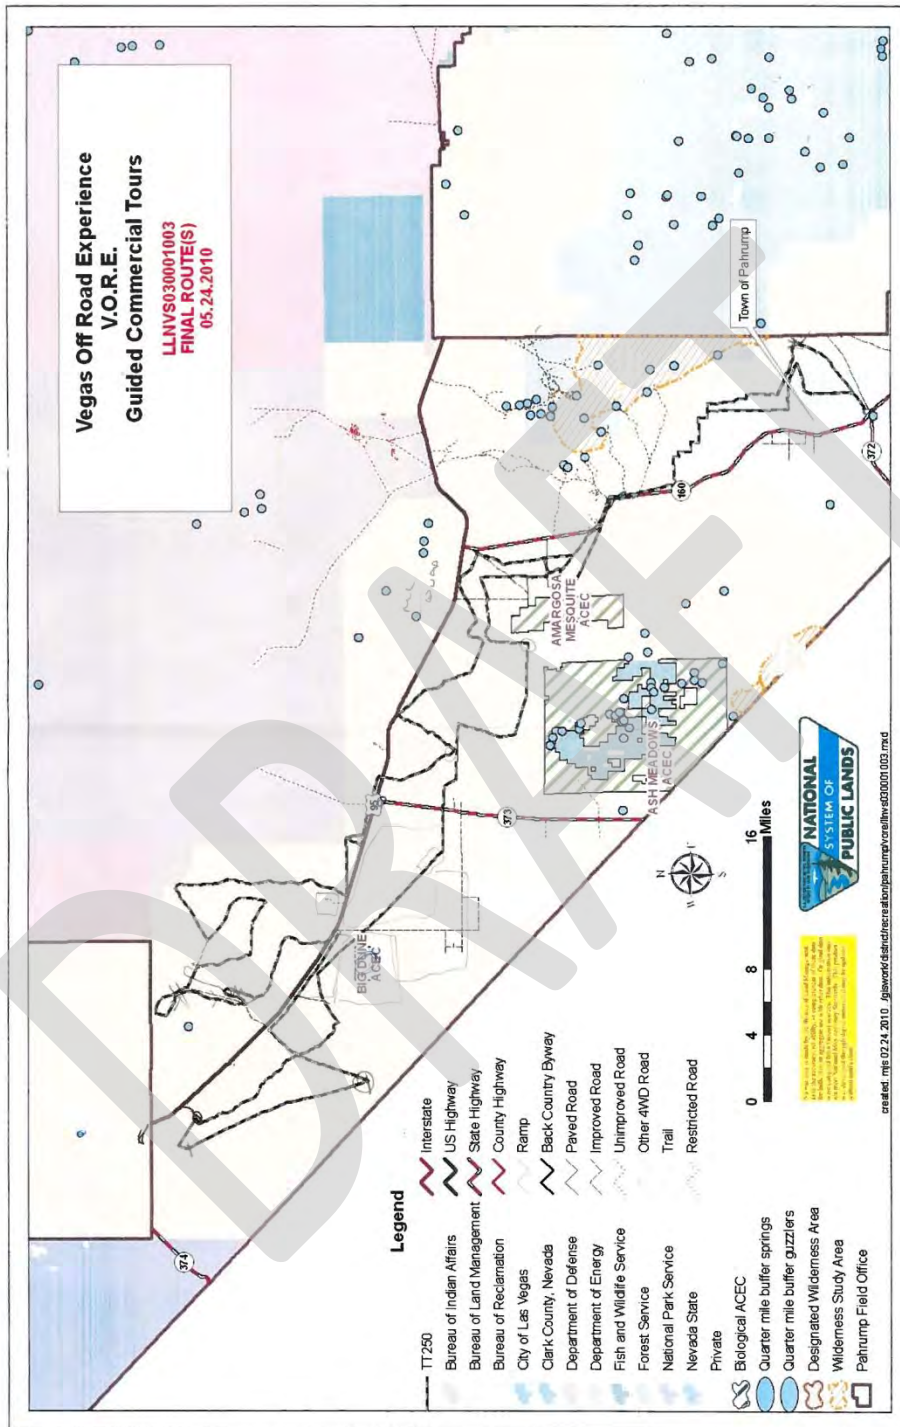 Vegas Off Road Experience
V.O.R.E.
Guided Commercial Tours
LLNVS030001003
FINAL ROUTE(S)
05.24.2010
Town of Pahrump
372
160
AMARGOSA
MESQUITE
ACEC
ASH MEADOWS
ACEC
373
95
BIG DUNE
ACEC
374
DRAFT
N
S
W
0 4 8 16
Miles
NATIONAL
SYSTEM OF
PUBLIC LANDS
Legend
TT250
Bureau of Indian Affairs
Bureau of Land Management
Bureau of Reclamation
City of Las Vegas
Clark County, Nevada
Department of Defense
Department of Energy
Fish and Wildlife Service
Forest Service
National Park Service
Nevada State
Private
Biological ACEC
Quarter mile buffer springs
Quarter mile buffer guzzlers
Designated Wilderness Area
Wilderness Study Area
Pahrump Field Office
Interstate
US Highway
State Highway
County Highway
Ramp
Back Country Byway
Paved Road
Improved Road
Unimproved Road
Other 4WD Road
Trail
Restricted Road
created: mjs 02.24.2010